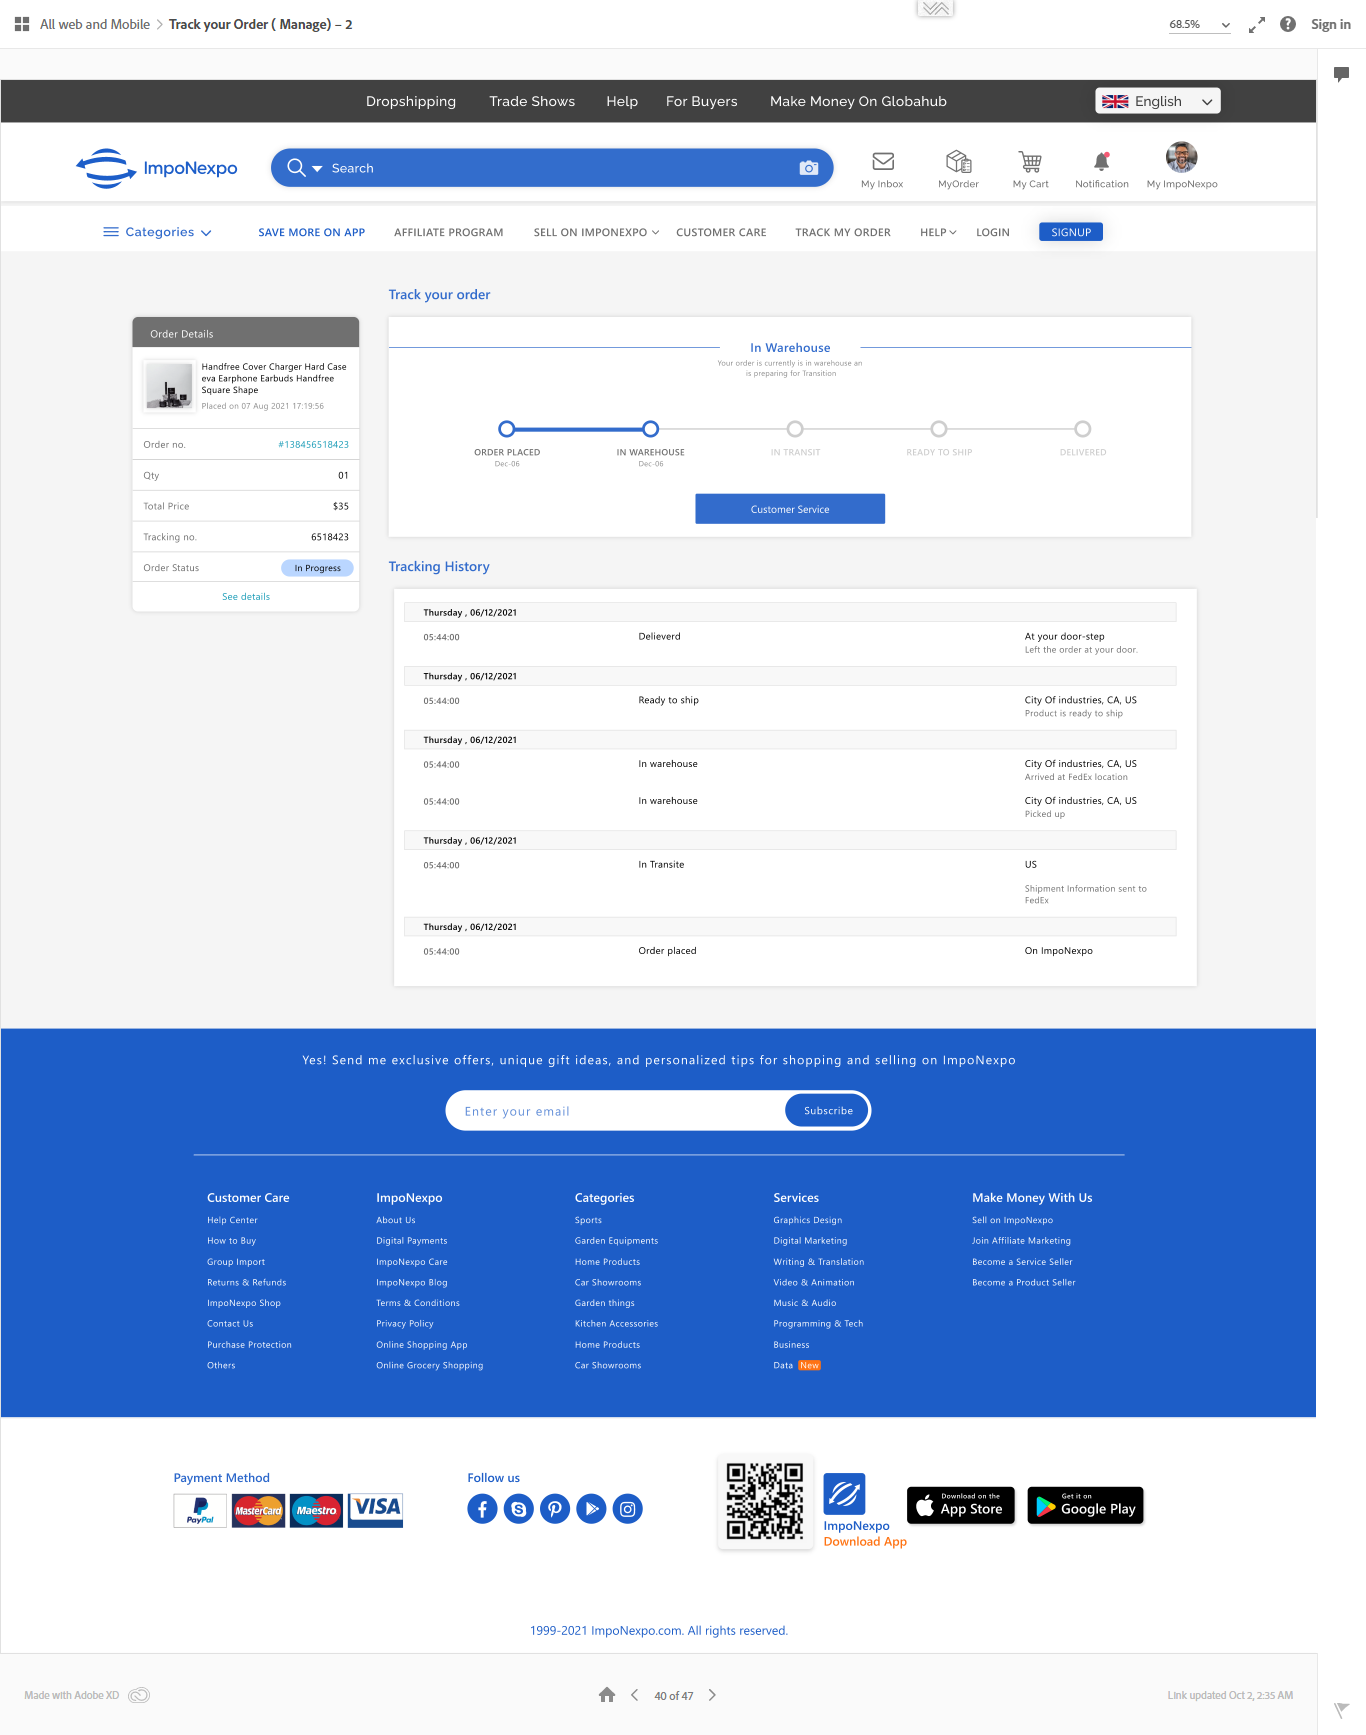 All web and Mobile > Track your Order ( Manage) – 2
68.5%
Sign in
Dropshipping Trade Shows Help For Buyers Make Money On Globahub
English
ImpoNexpo
Search
My Inbox MyOrder My Cart Notification My ImpoNexpo
Categories
SAVE MORE ON APP AFFILIATE PROGRAM SELL ON IMPONEXPO CUSTOMER CARE TRACK MY ORDER HELP LOGIN SIGNUP
Order Details
Handfree Cover Charger Hard Case
eva Earphone Earbuds Handfree
Square Shape
Placed on 07 Aug 2021 17:19:56
Order no. #138456518423
Qty 01
Total Price $35
Tracking no. 6518423
Order Status In Progress
See details
Track your order
In Warehouse
Your order is currently is in warehouse an
is preparing for Transition
ORDER PLACED IN WAREHOUSE IN TRANSIT READY TO SHIP DELIVERED
Dec-06 Dec-06
Customer Service
Tracking History
Thursday , 06/12/2021
05:44:00 Delieverd At your door-step
Left the order at your door.
Thursday , 06/12/2021
05:44:00 Ready to ship City Of industries, CA, US
Product is ready to ship
Thursday , 06/12/2021
05:44:00 In warehouse City Of industries, CA, US
Arrived at FedEx location
05:44:00 In warehouse City Of industries, CA, US
Picked up
Thursday , 06/12/2021
05:44:00 In Transite US
Shipment Information sent to
FedEx
Thursday , 06/12/2021
05:44:00 Order placed On ImpoNexpo
Yes! Send me exclusive offers, unique gift ideas, and personalized tips for shopping and selling on ImpoNexpo
Enter your email Subscribe
Customer Care
Help Center
How to Buy
Group Import
Returns & Refunds
ImpoNexpo Shop
Contact Us
Purchase Protection
Others
ImpoNexpo
About Us
Digital Payments
ImpoNexpo Care
ImpoNexpo Blog
Terms & Conditions
Privacy Policy
Online Shopping App
Online Grocery Shopping
Categories
Sports
Garden Equipments
Home Products
Car Showrooms
Garden things
Kitchen Accessories
Home Products
Car Showrooms
Services
Graphics Design
Digital Marketing
Writing & Translation
Video & Animation
Music & Audio
Programming & Tech
Business
Data New
Make Money With Us
Sell on ImpoNexpo
Join Affiliate Marketing
Become a Service Seller
Become a Product Seller
Payment Method
PayPal MasterCard Maestro VISA
Follow us
ImpoNexpo
Download App
Download on the
App Store
Get it on
Google Play
1999-2021 ImpoNexpo.com. All rights reserved.
Made with Adobe XD
40 of 47
Link updated Oct 2, 2:35 AM